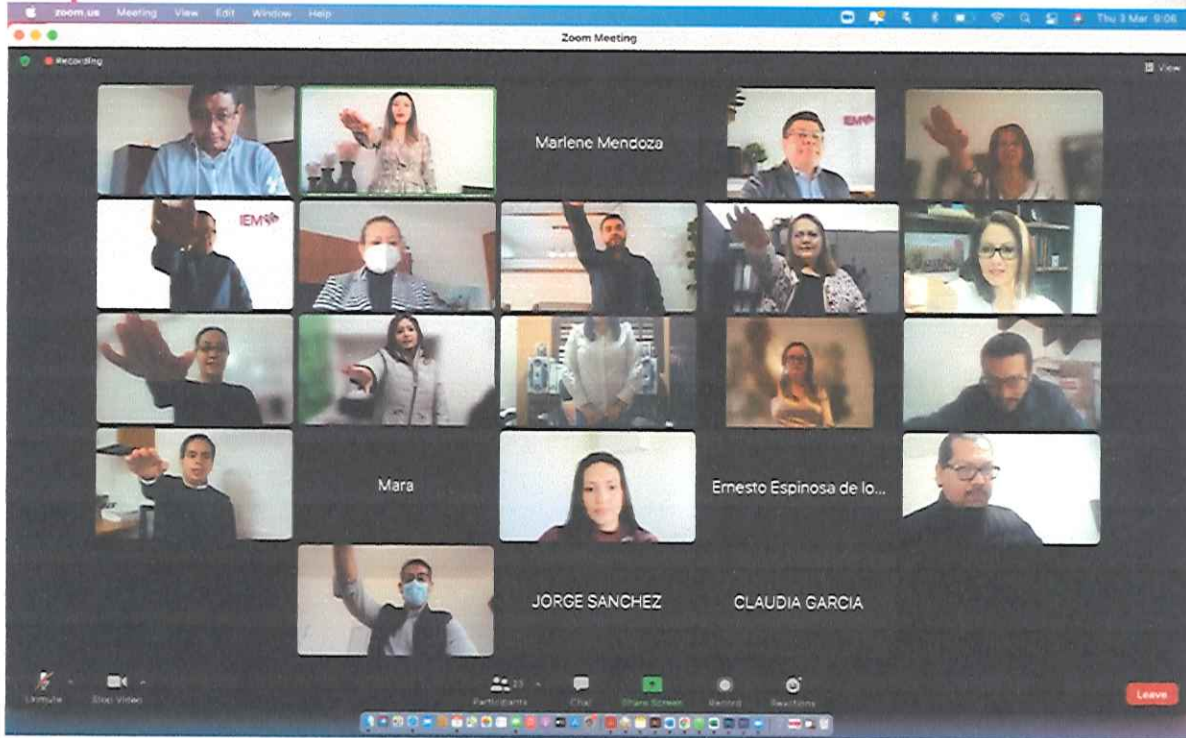 zoom.us Meeting View Edit Window Help
Thu 3 Mar 9:06
Zoom Meeting
Recording
View
Marlene Mendoza
IEM
IEM
Mara
Ernesto Espinosa de lo...
JORGE SANCHEZ
CLAUDIA GARCIA
Unmute
Stop Video
Participants
23
Chat
Share Screen
Record
Reactions
Leave